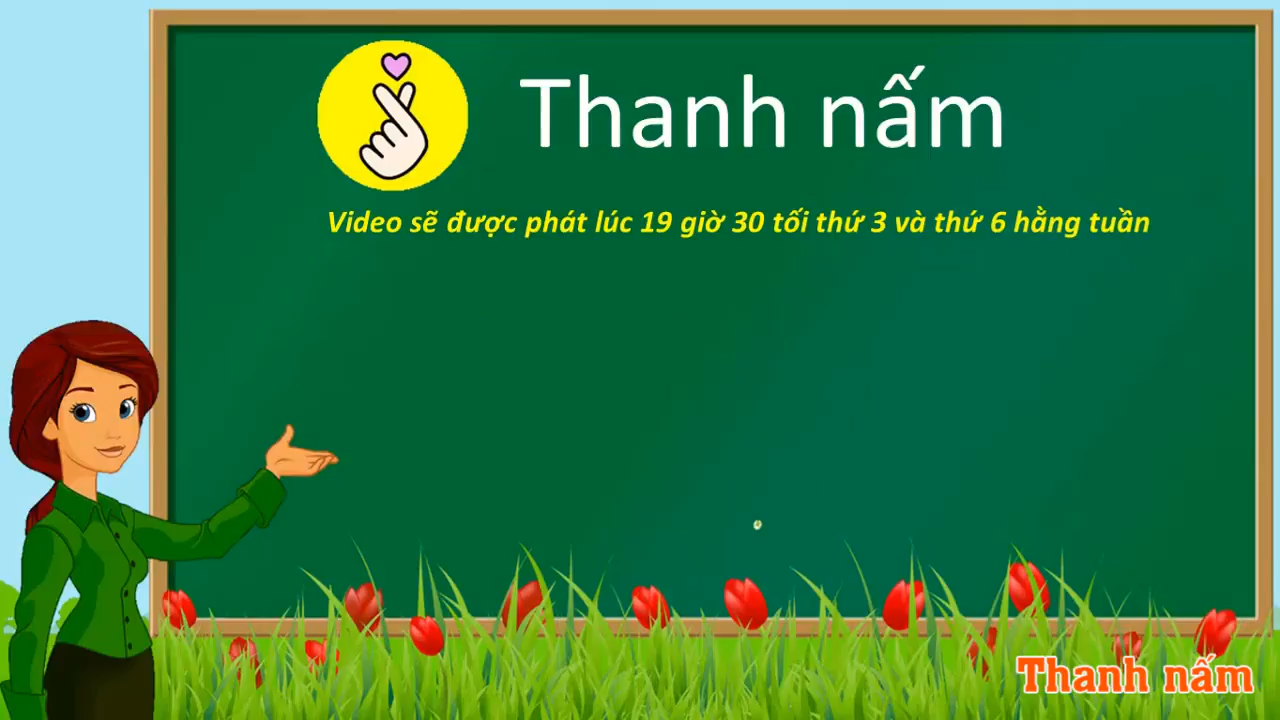 Thanh nấm
Video sẽ được phát lúc 19 giờ 30 tối thứ 3 và thứ 6 hằng tuần
Thanh nấm